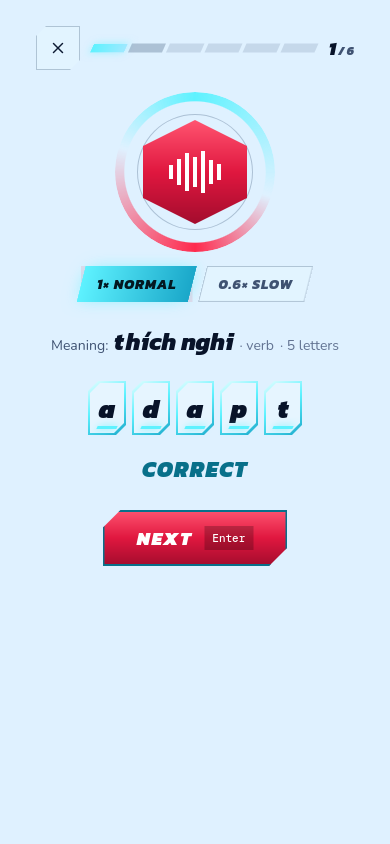 1/6
1× NORMAL 0.6× SLOW
Meaning: thích nghi · verb · 5 letters
a d a p t
CORRECT
NEXT Enter